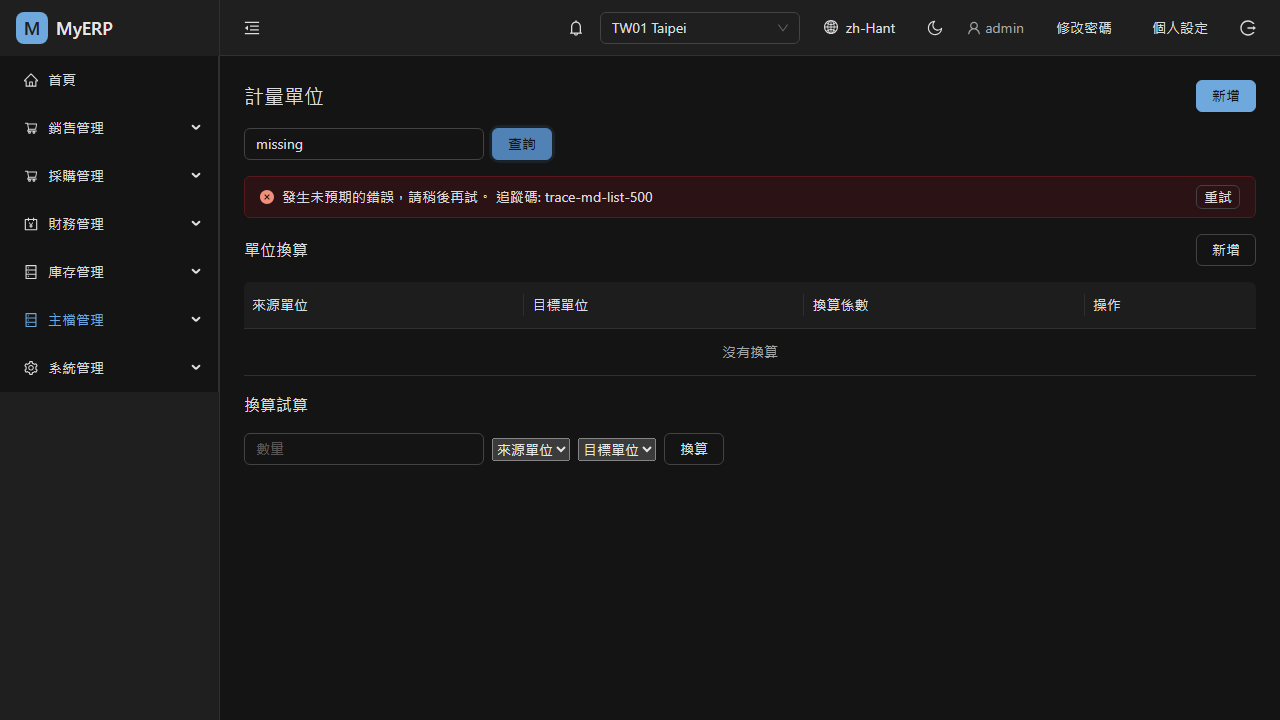 M MyERP
TW01 Taipei
zh-Hant
admin
修改密碼
個人設定
首頁
銷售管理
採購管理
財務管理
庫存管理
主檔管理
系統管理
計量單位
新增
missing
查詢
發生未預期的錯誤，請稍後再試。 追蹤碼: trace-md-list-500
重試
單位換算
新增
來源單位 目標單位 換算係數 操作
沒有換算
換算試算
數量 來源單位 目標單位 換算